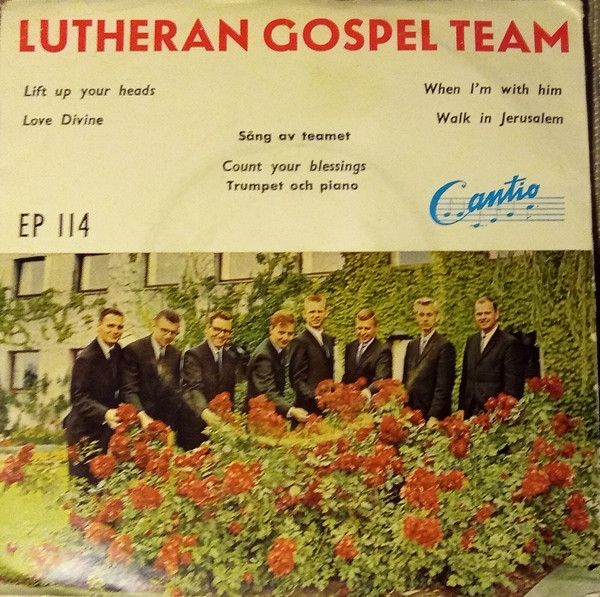 LUTHERAN GOSPEL TEAM
Lift up your heads
When I'm with him
Love Divine
Walk in Jerusalem
Sång av teamet
Count your blessings
Trumpet och piano
Cantio
EP 114